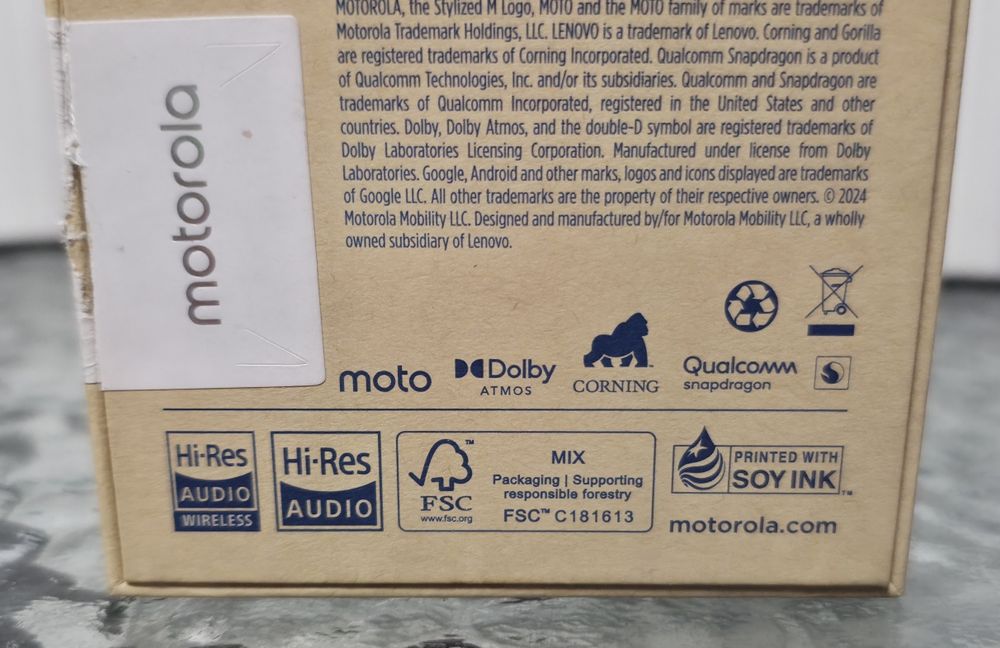 MOTOROLA, the Stylized M Logo, MOTO and the MOTO family of marks are trademarks of
Motorola Trademark Holdings, LLC. LENOVO is a trademark of Lenovo. Corning and Gorilla
are registered trademarks of Corning Incorporated. Qualcomm Snapdragon is a product
of Qualcomm Technologies, Inc. and/or its subsidiaries. Qualcomm and Snapdragon are
trademarks of Qualcomm Incorporated, registered in the United States and other
countries. Dolby, Dolby Atmos, and the double-D symbol are registered trademarks of
Dolby Laboratories Licensing Corporation. Manufactured under license from Dolby
Laboratories. Google, Android and other marks, logos and icons displayed are trademarks
of Google LLC. All other trademarks are the property of their respective owners. © 2024
Motorola Mobility LLC. Designed and manufactured by/for Motorola Mobility LLC, a wholly
owned subsidiary of Lenovo.
motorola
moto
Dolby
ATMOS
CORNING
Qualcomm
snapdragon
Hi-Res
AUDIO
WIRELESS
Hi-Res
AUDIO
FSC
www.fsc.org
MIX
Packaging | Supporting
responsible forestry
FSC™ C181613
PRINTED WITH
SOY INK™
motorola.com